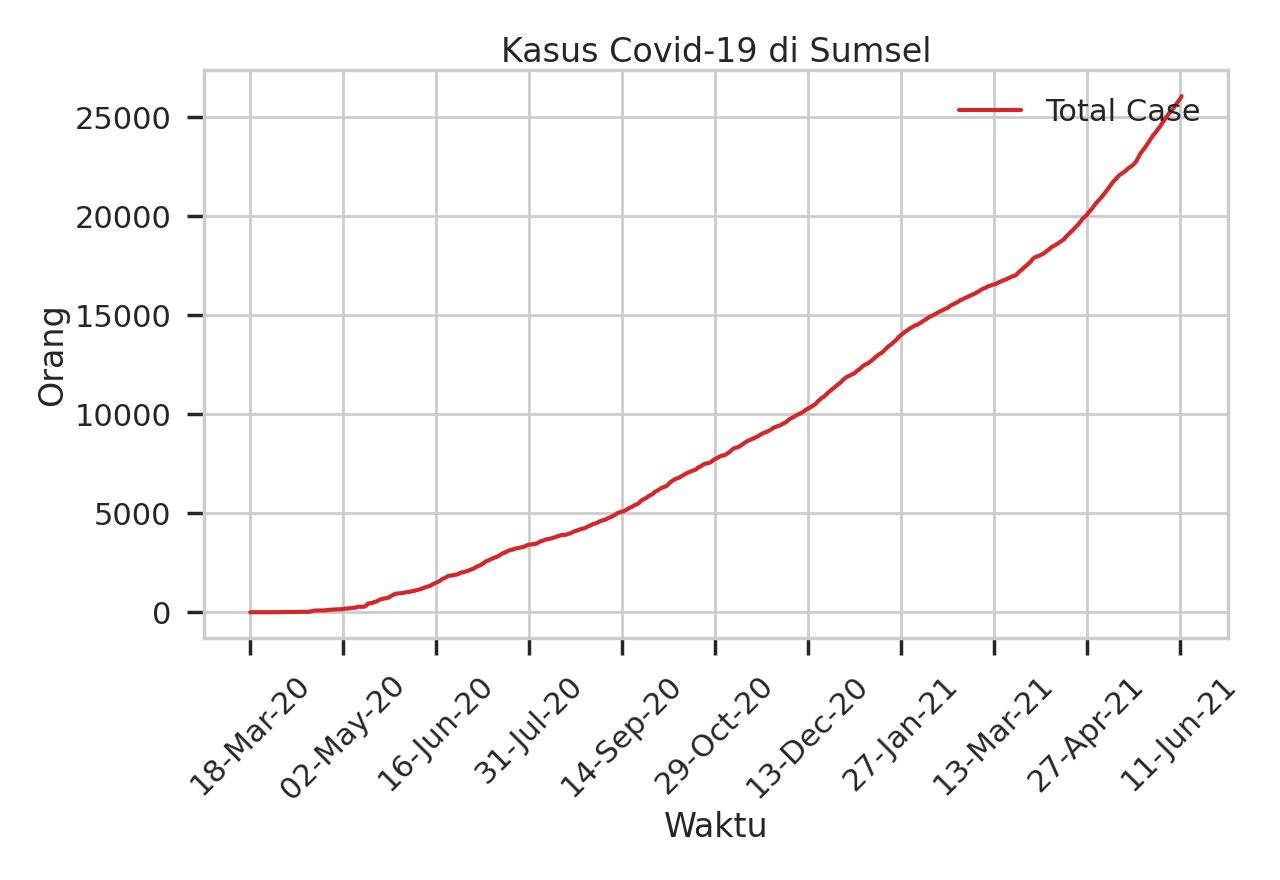 Kasus Covid-19 di Sumsel
Total Case
25000
20000
15000
10000
5000
0
Orang
18-Mar-20
02-May-20
16-Jun-20
31-Jul-20
14-Sep-20
29-Oct-20
13-Dec-20
27-Jan-21
13-Mar-21
27-Apr-21
11-Jun-21
Waktu